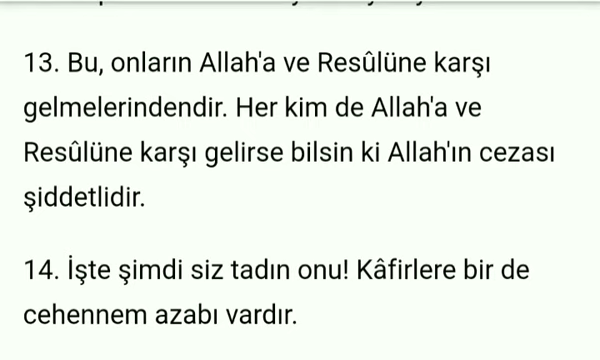 13. Bu, onların Allah'a ve Resûlüne karşı
gelmelerindendir. Her kim de Allah'a ve
Resûlüne karşı gelirse bilsin ki Allah'ın cezası
şiddetlidir.
14. İşte şimdi siz tadın onu! Kâfirlere bir de
cehennem azabı vardır.